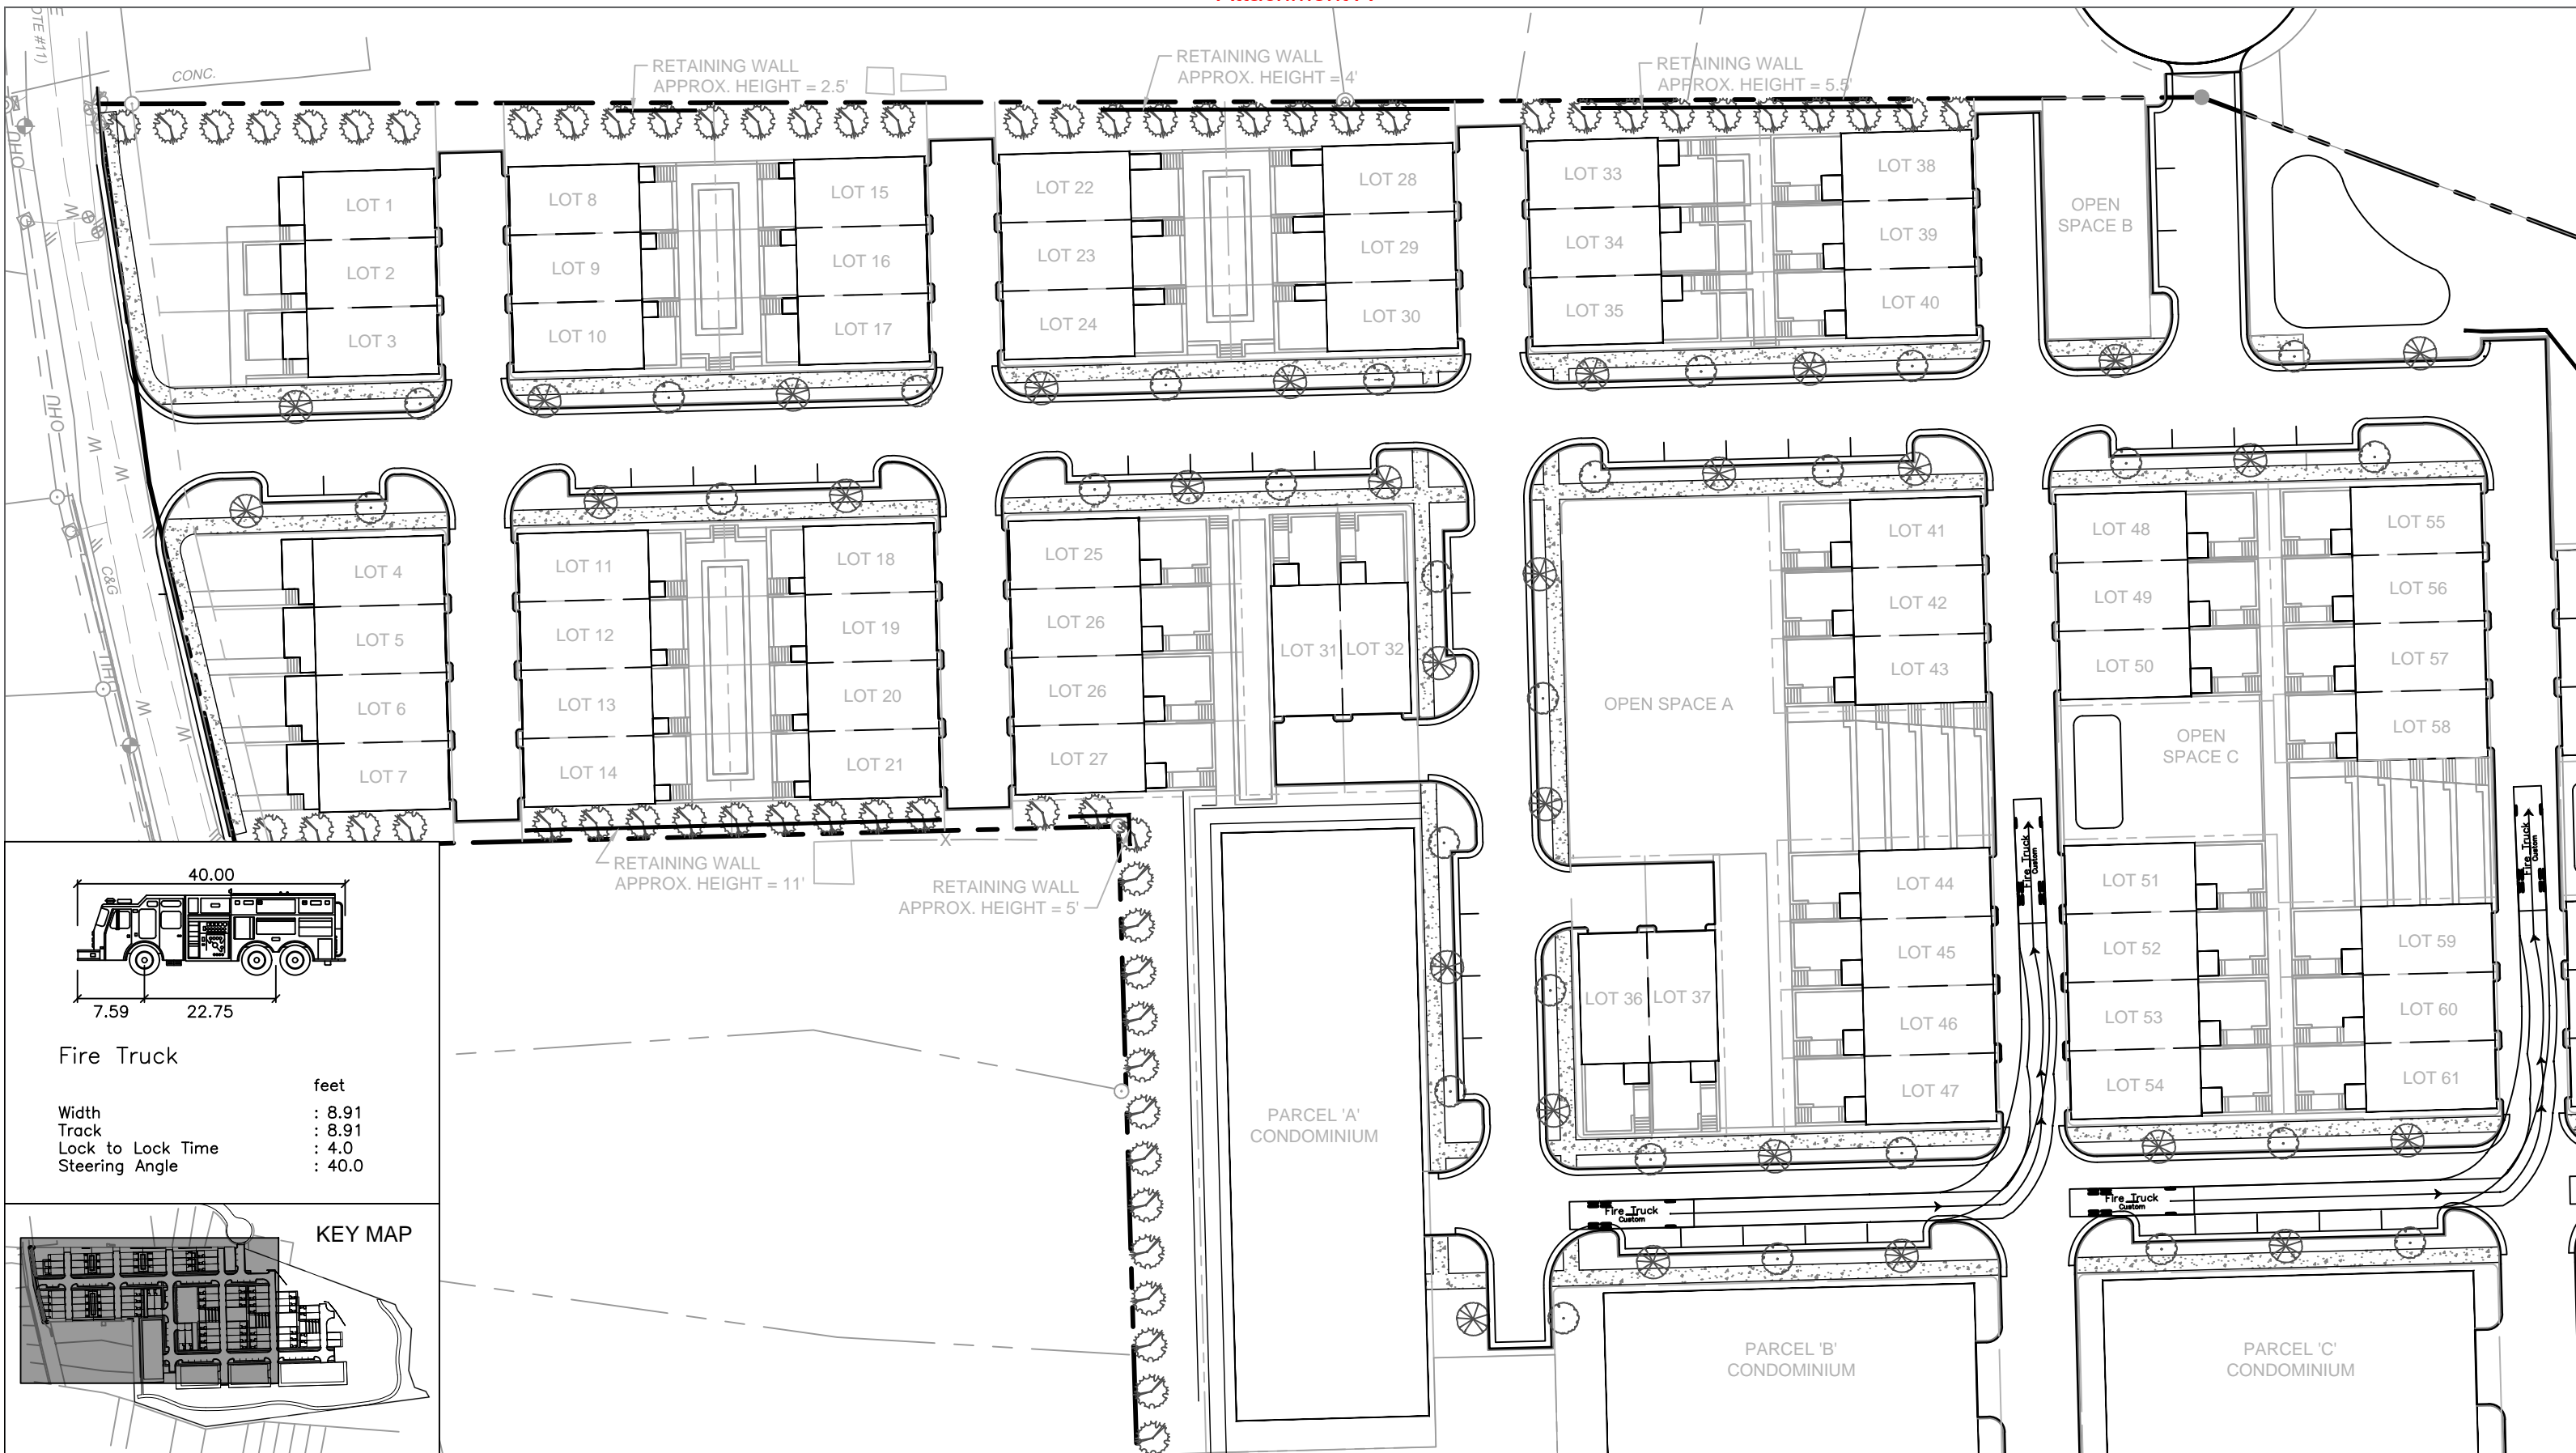 CONC.
RETAINING WALL
APPROX. HEIGHT = 2.5'
RETAINING WALL
APPROX. HEIGHT = 4'
RETAINING WALL
APPROX. HEIGHT = 5.5'
LOT 1
LOT 2
LOT 3
LOT 8
LOT 9
LOT 10
LOT 15
LOT 16
LOT 17
LOT 22
LOT 23
LOT 24
LOT 28
LOT 29
LOT 30
LOT 33
LOT 34
LOT 35
LOT 38
LOT 39
LOT 40
OPEN
SPACE B
OHU
W
OHU
W
W
C&G
W
W
LOT 4
LOT 5
LOT 6
LOT 7
LOT 11
LOT 12
LOT 13
LOT 14
LOT 18
LOT 19
LOT 20
LOT 21
LOT 25
LOT 26
LOT 26
LOT 27
LOT 31
LOT 32
OPEN SPACE A
LOT 41
LOT 42
LOT 43
LOT 48
LOT 49
LOT 50
LOT 55
LOT 56
LOT 57
LOT 58
OPEN
SPACE C
RETAINING WALL
APPROX. HEIGHT = 11'
X
RETAINING WALL
APPROX. HEIGHT = 5'
LOT 36
LOT 37
LOT 44
LOT 45
LOT 46
LOT 47
LOT 51
LOT 52
LOT 53
LOT 54
LOT 59
LOT 60
LOT 61
Fire Truck
Custom
Fire Truck
Custom
Fire Truck
Custom
Fire Truck
Custom
PARCEL 'A'
CONDOMINIUM
PARCEL 'B'
CONDOMINIUM
PARCEL 'C'
CONDOMINIUM
40.00
7.59
22.75
Fire Truck
feet
Width : 8.91
Track : 8.91
Lock to Lock Time : 4.0
Steering Angle : 40.0
KEY MAP